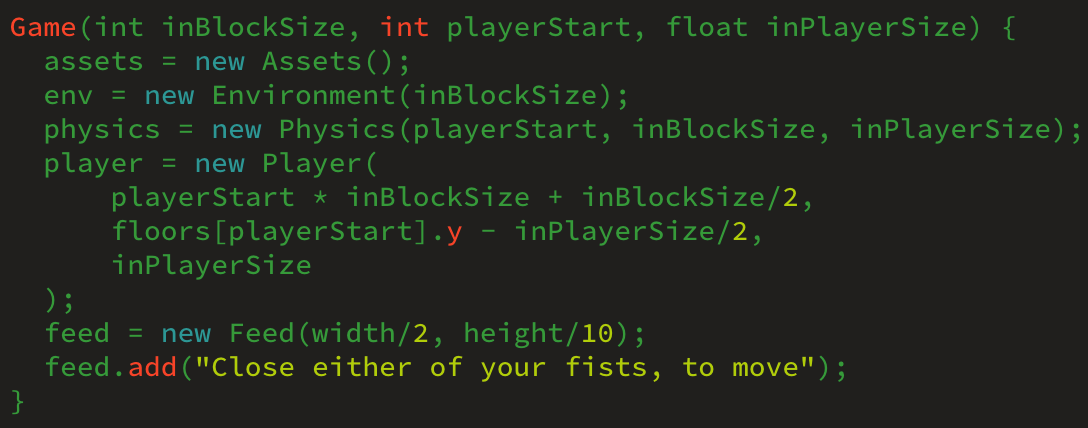 Game(int inBlockSize, int playerStart, float inPlayerSize) {
  assets = new Assets();
  env = new Environment(inBlockSize);
  physics = new Physics(playerStart, inBlockSize, inPlayerSize);
  player = new Player(
      playerStart * inBlockSize + inBlockSize/2,
      floors[playerStart].y - inPlayerSize/2,
      inPlayerSize
  );
  feed = new Feed(width/2, height/10);
  feed.add("Close either of your fists, to move");
}